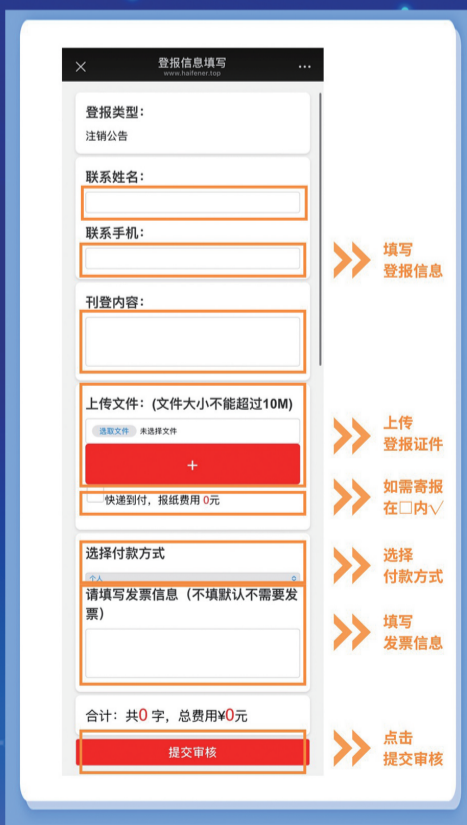 登报信息填写
www.haifener.top
登报类型：
注销公告
联系姓名：
联系手机：
填写
登报信息
刊登内容：
上传文件：(文件大小不能超过10M)
选取文件 未选择文件
+
上传
登报证件
快递到付，报纸费用 0元
如需寄报
在□内√
选择付款方式
个人
选择
付款方式
请填写发票信息（不填默认不需要发
票）
填写
发票信息
合计：共0 字，总费用¥0元
提交审核
点击
提交审核